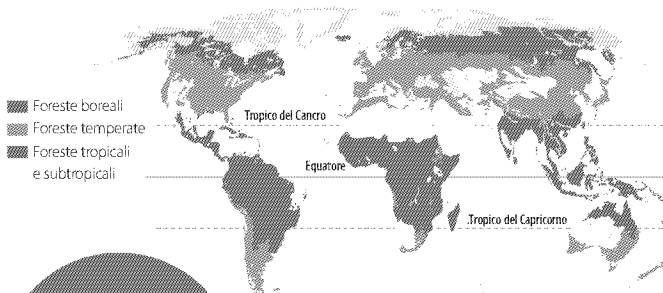 Foreste boreali
Foreste temperate
Foreste tropicali
e subtropicali
Tropico del Cancro
Equatore
Tropico del Capricorno